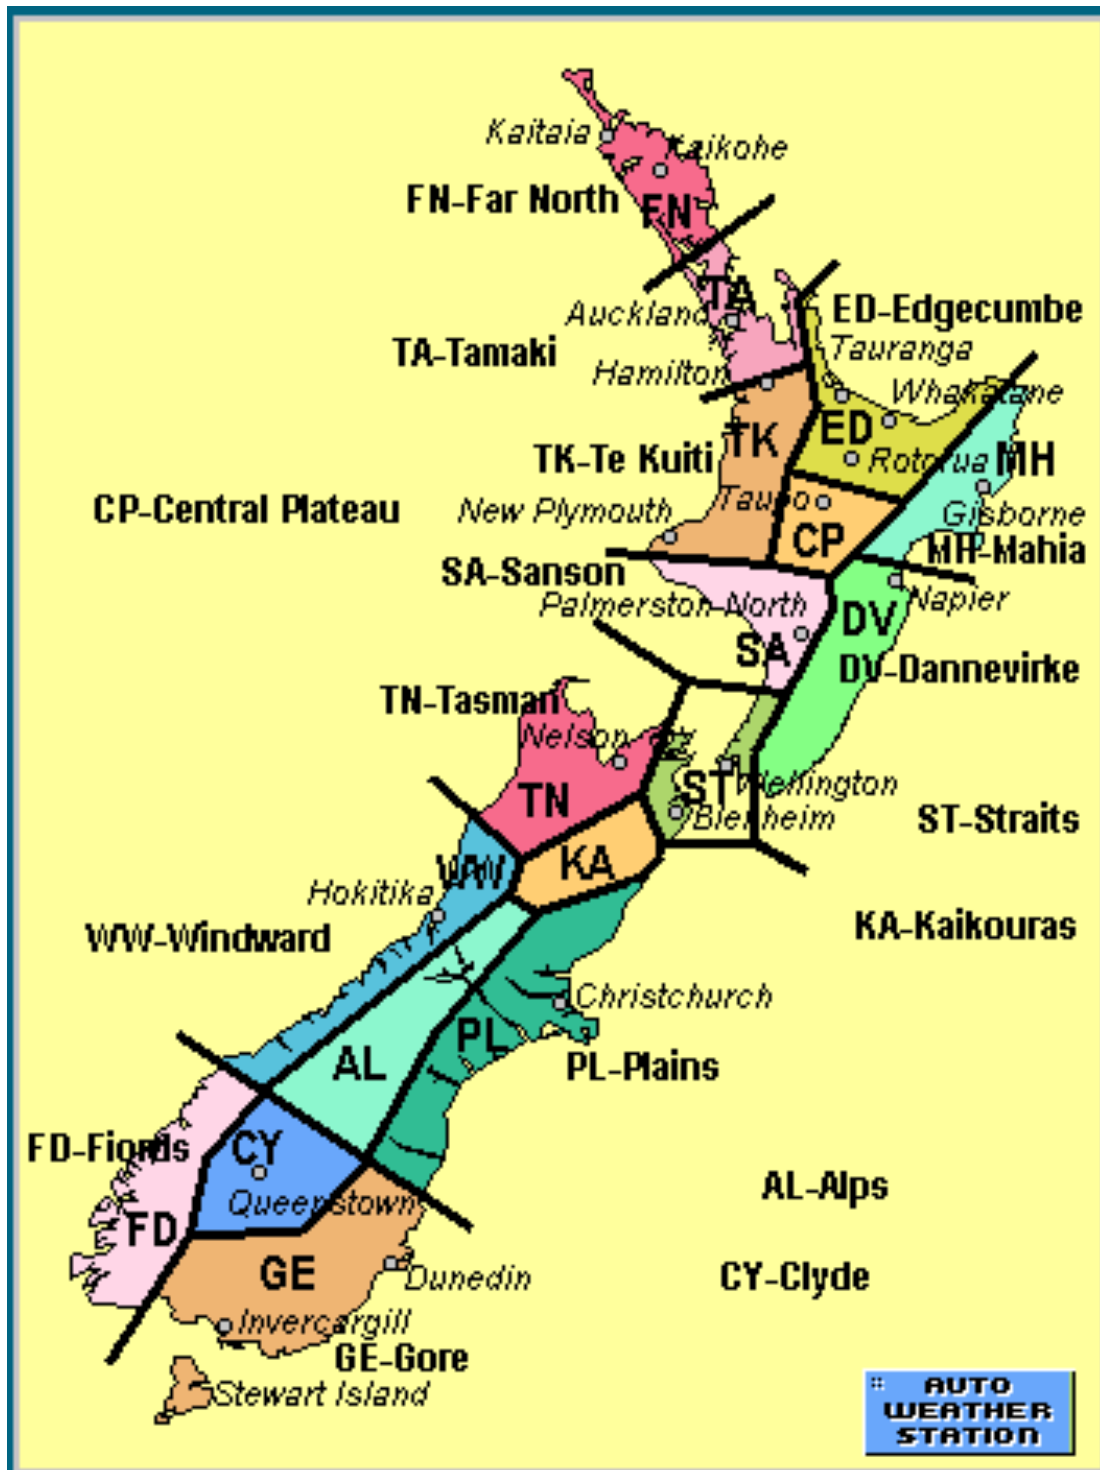 Kaitaia
Kaikohe
FN-Far North
FN
TA
ED-Edgecumbe
Auckland
Tauranga
TA-Tamaki
Hamilton
Whakatane
ED
TK
TK-Te Kuiti
Rotorua
MH
Taupo
CP-Central Plateau
New Plymouth
Gisborne
CP
MH-Mahia
SA-Sanson
Palmerston North
Napier
DV
SA
DV-Dannevirke
TN-Tasman
Nelson
ST
Wellington
TN
Blenheim
ST-Straits
KA
WW
Hokitika
KA-Kaikouras
WW-Windward
Christchurch
PL
AL
PL-Plains
FD-Fiords
CY
AL-Alps
Queenstown
FD
GE
Dunedin
CY-Clyde
Invercargill
GE-Gore
Stewart Island
AUTO
WEATHER
STATION